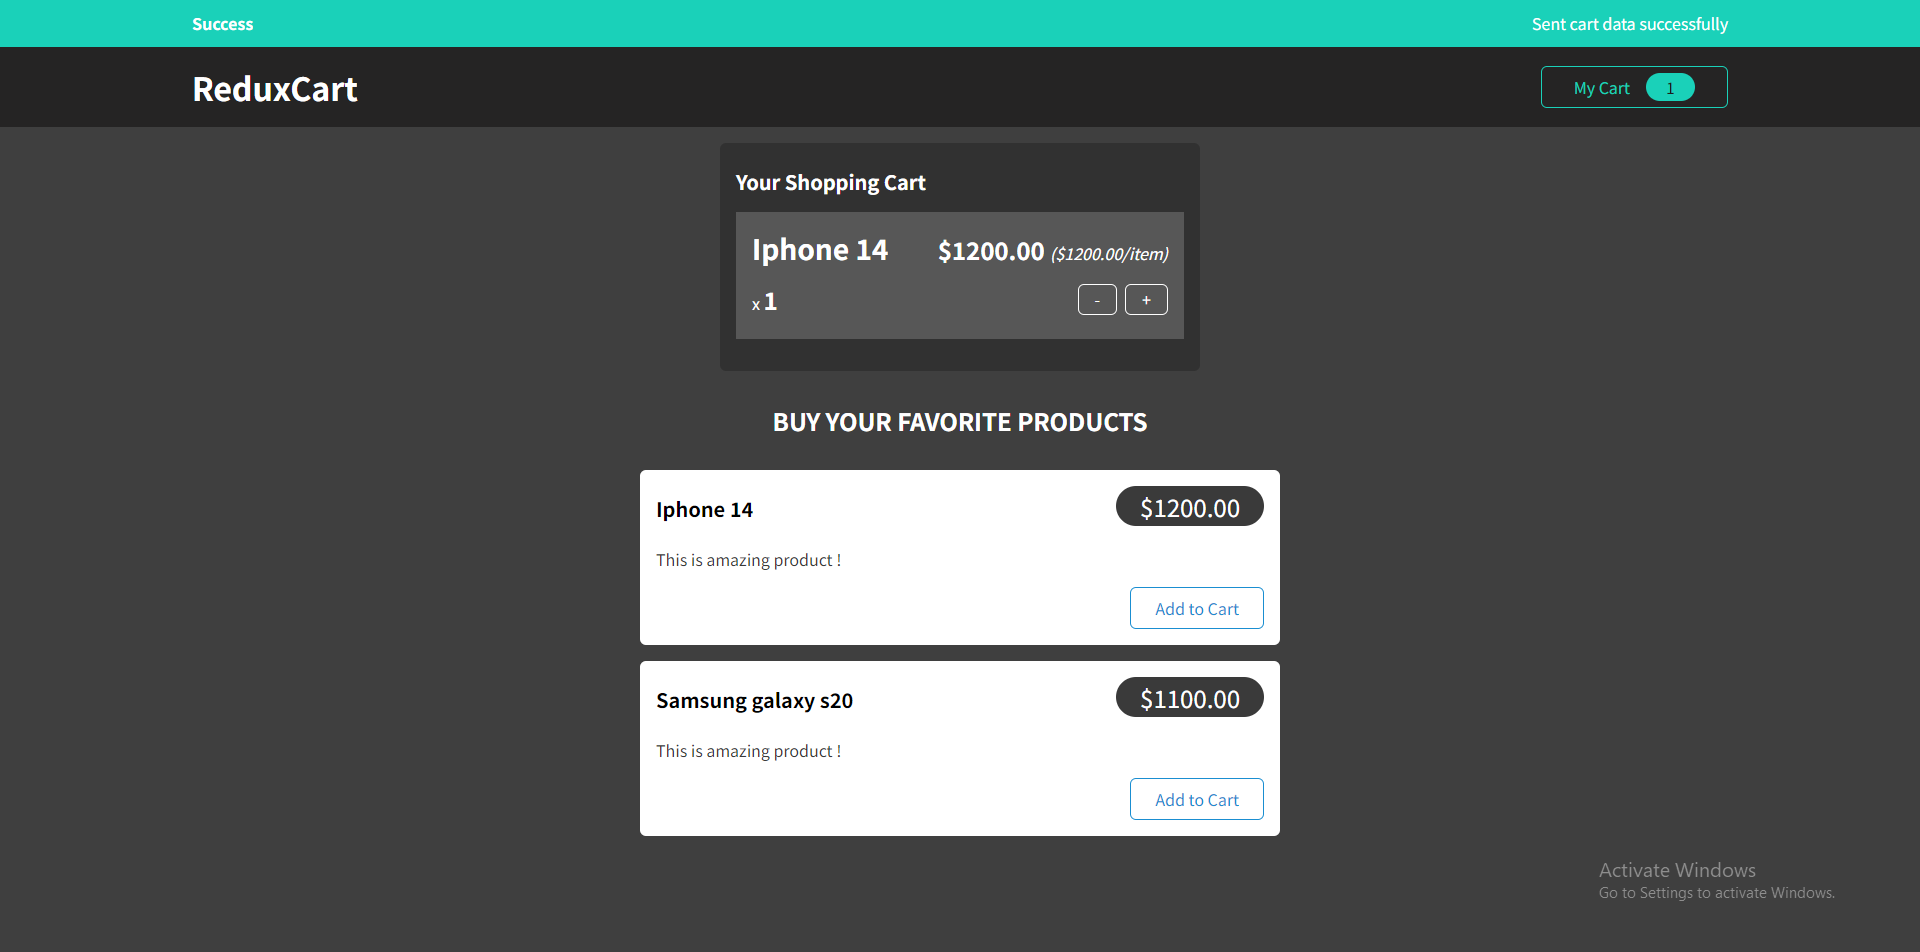 Success Sent cart data successfully
ReduxCart My Cart 1
Your Shopping Cart
Iphone 14 $1200.00 ($1200.00/item)
x 1 - +
BUY YOUR FAVORITE PRODUCTS
Iphone 14 $1200.00
This is amazing product !
Add to Cart
Samsung galaxy s20 $1100.00
This is amazing product !
Add to Cart
Activate Windows
Go to Settings to activate Windows.